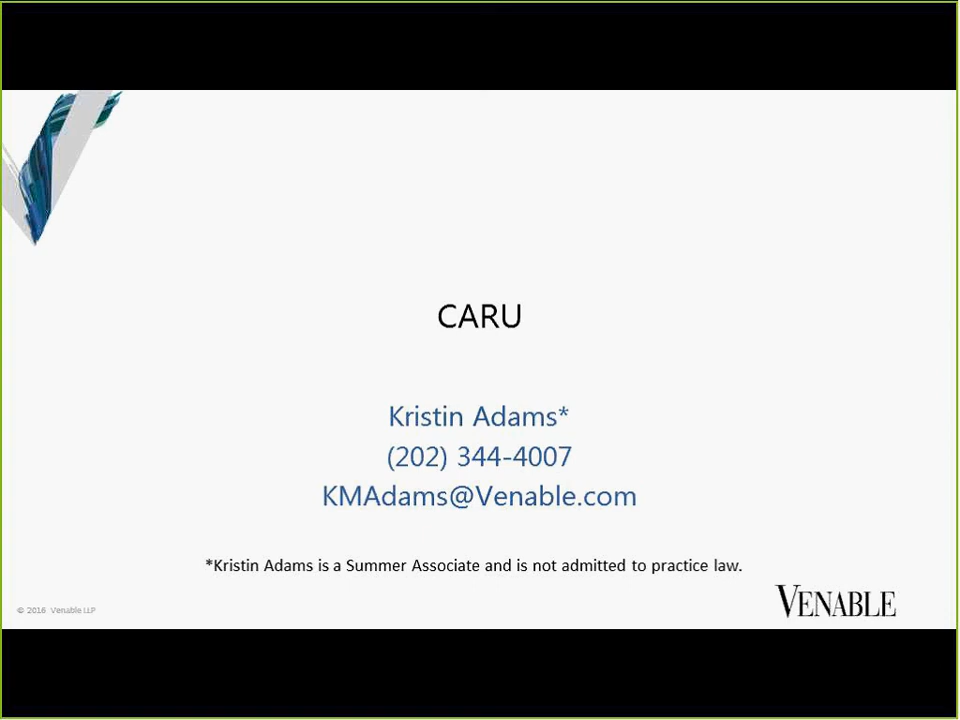 CARU
Kristin Adams*
(202) 344-4007
KMAdams@Venable.com
*Kristin Adams is a Summer Associate and is not admitted to practice law.
© 2016 Venable LLP
VENABLE